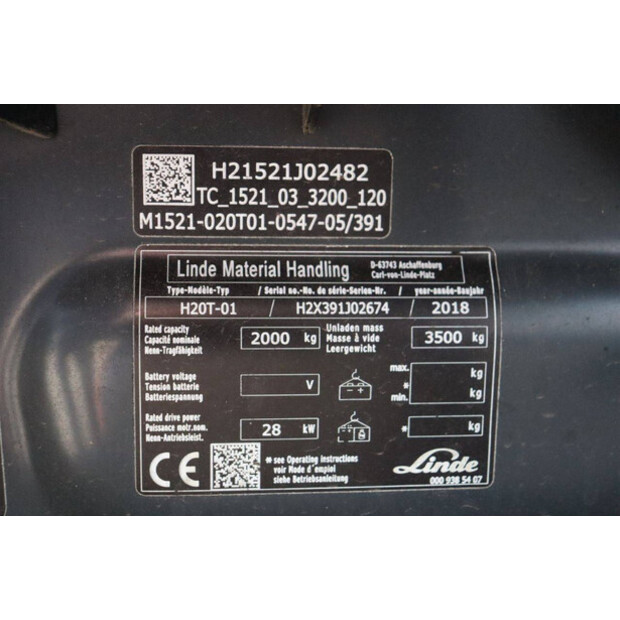 H21521J02482
TC_1521_03_3200_120
M1521-020T01-0547-05/391
Linde Material Handling
D-63743 Aschaffenburg
Carl-von-Linde-Platz
Type-Modèle-Typ / Serial no.-No de série-Serien-Nr. / year-année-Baujahr
H20T-01 / H2X391J02674 / 2018
Rated capacity
Capacité nominale
Nenn-Tragfähigkeit
2000 kg
Unladen mass
Masse à vide
Leergewicht
3500 kg
Battery voltage
Tension batterie
Batteriespannung
V
max. kg
*
min. kg
Rated drive power
Puissance motr.nom.
Nenn-Antriebsleist.
28 kW
* kg
CE
* see Operating instructions
voir Mode d'emploi
siehe Betriebsanleitung
Linde
000 938 54 07